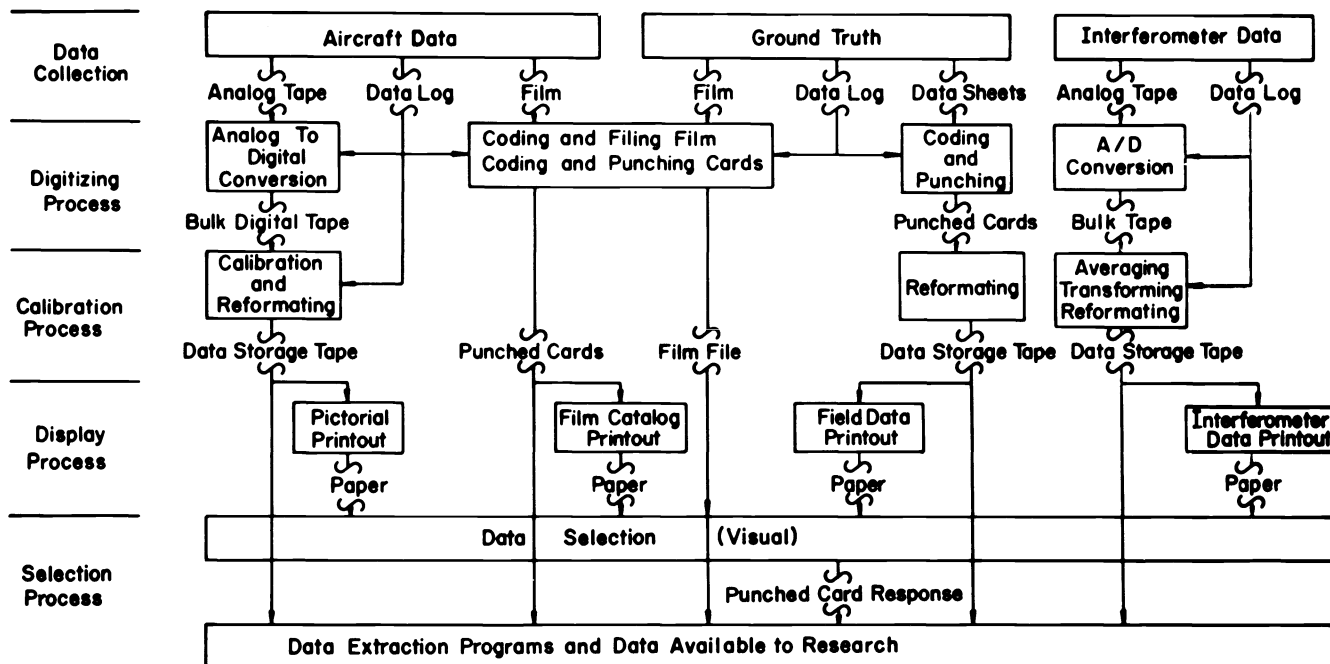 Data
Collection
Aircraft Data
Ground Truth
Interferometer Data
Analog Tape
Data Log
Film
Film
Data Log
Data Sheets
Analog Tape
Data Log
Digitizing
Process
Analog To
Digital
Conversion
Coding and Filing Film
Coding and Punching Cards
Coding
and
Punching
A/D
Conversion
Bulk Digital Tape
Punched Cards
Bulk Tape
Calibration
Process
Calibration
and
Reformating
Reformating
Averaging
Transforming
Reformating
Data Storage Tape
Punched Cards
Film File
Data Storage Tape
Data Storage Tape
Display
Process
Pictorial
Printout
Film Catalog
Printout
Field Data
Printout
Interferometer
Data Printout
Paper
Paper
Paper
Paper
Selection
Process
Data Selection (Visual)
Punched Card Response
Data Extraction Programs and Data Available to Research